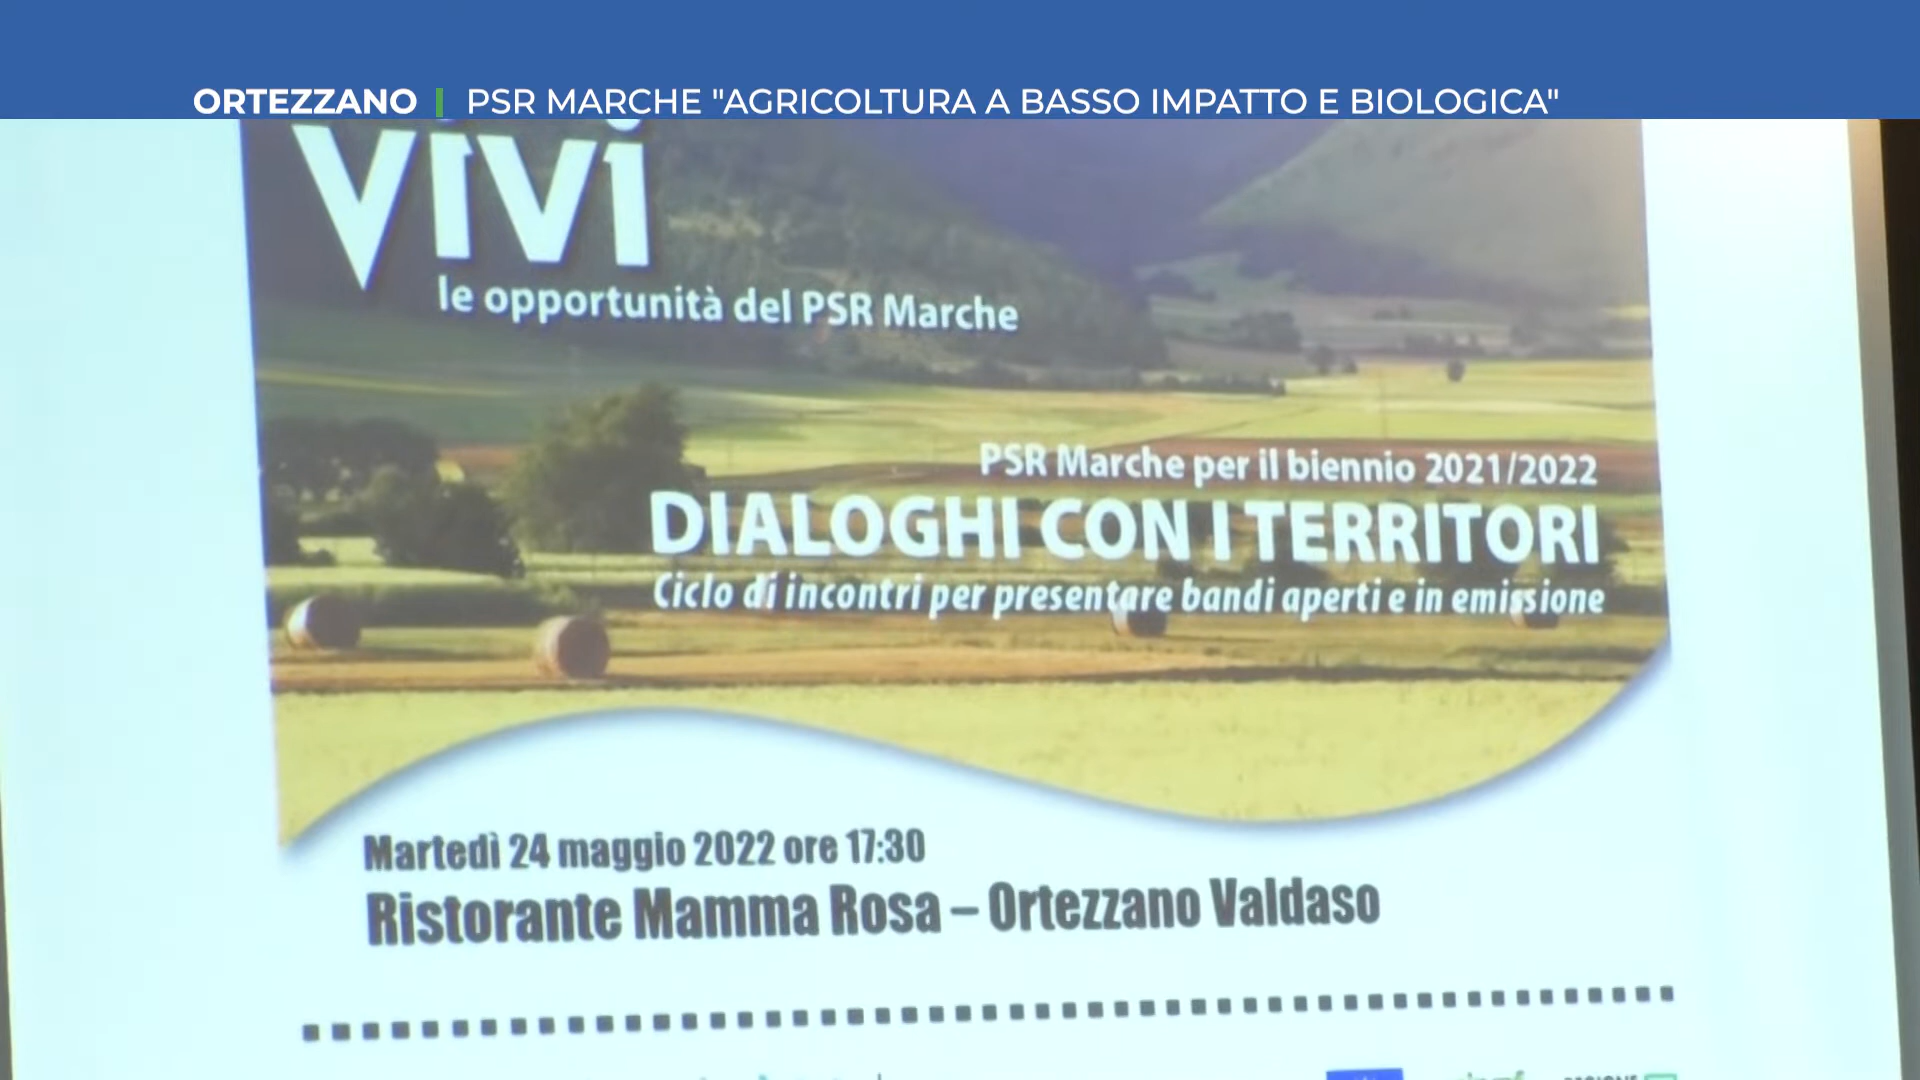 ORTEZZANO | PSR MARCHE "AGRICOLTURA A BASSO IMPATTO E BIOLOGICA"
vivi
le opportunità del PSR Marche
PSR Marche per il biennio 2021/2022
DIALOGHI CON I TERRITORI
Ciclo di incontri per presentare bandi aperti e in emissione
Martedì 24 maggio 2022 ore 17:30
Ristorante Mamma Rosa – Ortezzano Valdaso